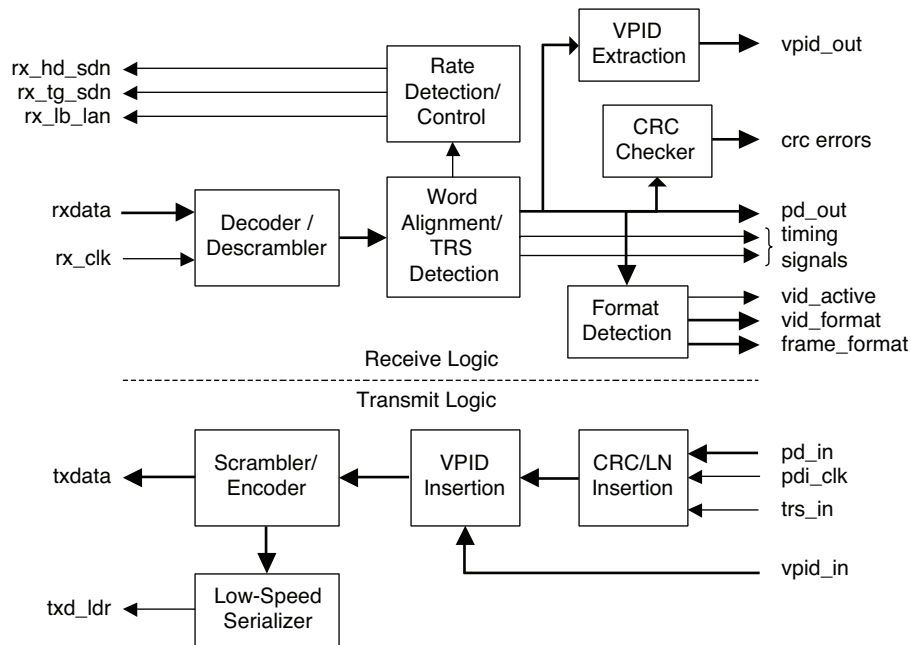 VPID
Extraction
vpid_out
rx_hd_sdn
rx_tg_sdn
rx_lb_lan
Rate
Detection/
Control
CRC
Checker
crc errors
rxdata
rx_clk
Decoder /
Descrambler
Word
Alignment/
TRS
Detection
pd_out
timing
signals
Format
Detection
vid_active
vid_format
frame_format
Receive Logic
Transmit Logic
txdata
Scrambler/
Encoder
VPID
Insertion
CRC/LN
Insertion
pd_in
pdi_clk
trs_in
vpid_in
txd_ldr
Low-Speed
Serializer